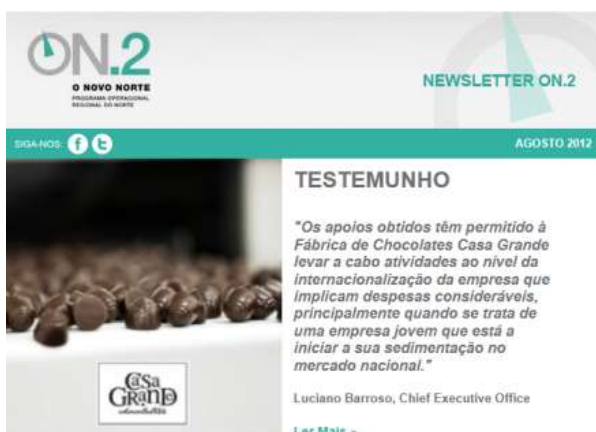 ON.2
O NOVO NORTE
PROGRAMA OPERACIONAL
REGIONAL DO NORTE
NEWSLETTER ON.2
SIGA-NOS:
AGOSTO 2012
TESTEMUNHO
"Os apoios obtidos têm permitido à
Fábrica de Chocolates Casa Grande
levar a cabo atividades ao nível da
internacionalização da empresa que
implicam despesas consideráveis,
principalmente quando se trata de
uma empresa jovem que está a
iniciar a sua sedimentação no
mercado nacional."
Luciano Barroso, Chief Executive Office
Ler Mais »
CaSa
GRanDe